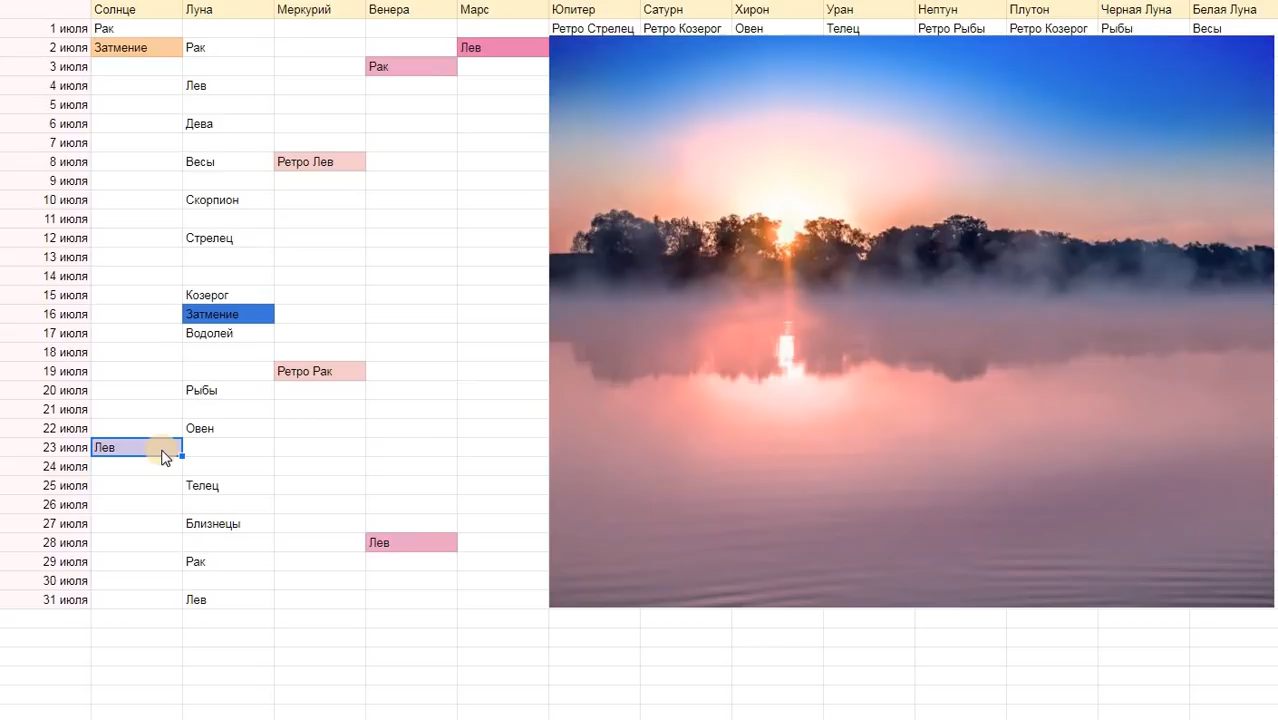 Солнце Луна Меркурий Венера Марс Юпитер Сатурн Хирон Уран Нептун Плутон Черная Луна Белая Луна
1 июля Рак Ретро Стрелец Ретро Козерог Овен Телец Ретро Рыбы Ретро Козерог Рыбы Весы
2 июля Затмение Рак Лев
3 июля Рак
4 июля Лев
5 июля
6 июля Дева
7 июля
8 июля Весы Ретро Лев
9 июля
10 июля Скорпион
11 июля
12 июля Стрелец
13 июля
14 июля
15 июля Козерог
16 июля Затмение
17 июля Водолей
18 июля
19 июля Ретро Рак
20 июля Рыбы
21 июля
22 июля Овен
23 июля Лев
24 июля
25 июля Телец
26 июля
27 июля Близнецы
28 июля Лев
29 июля Рак
30 июля
31 июля Лев